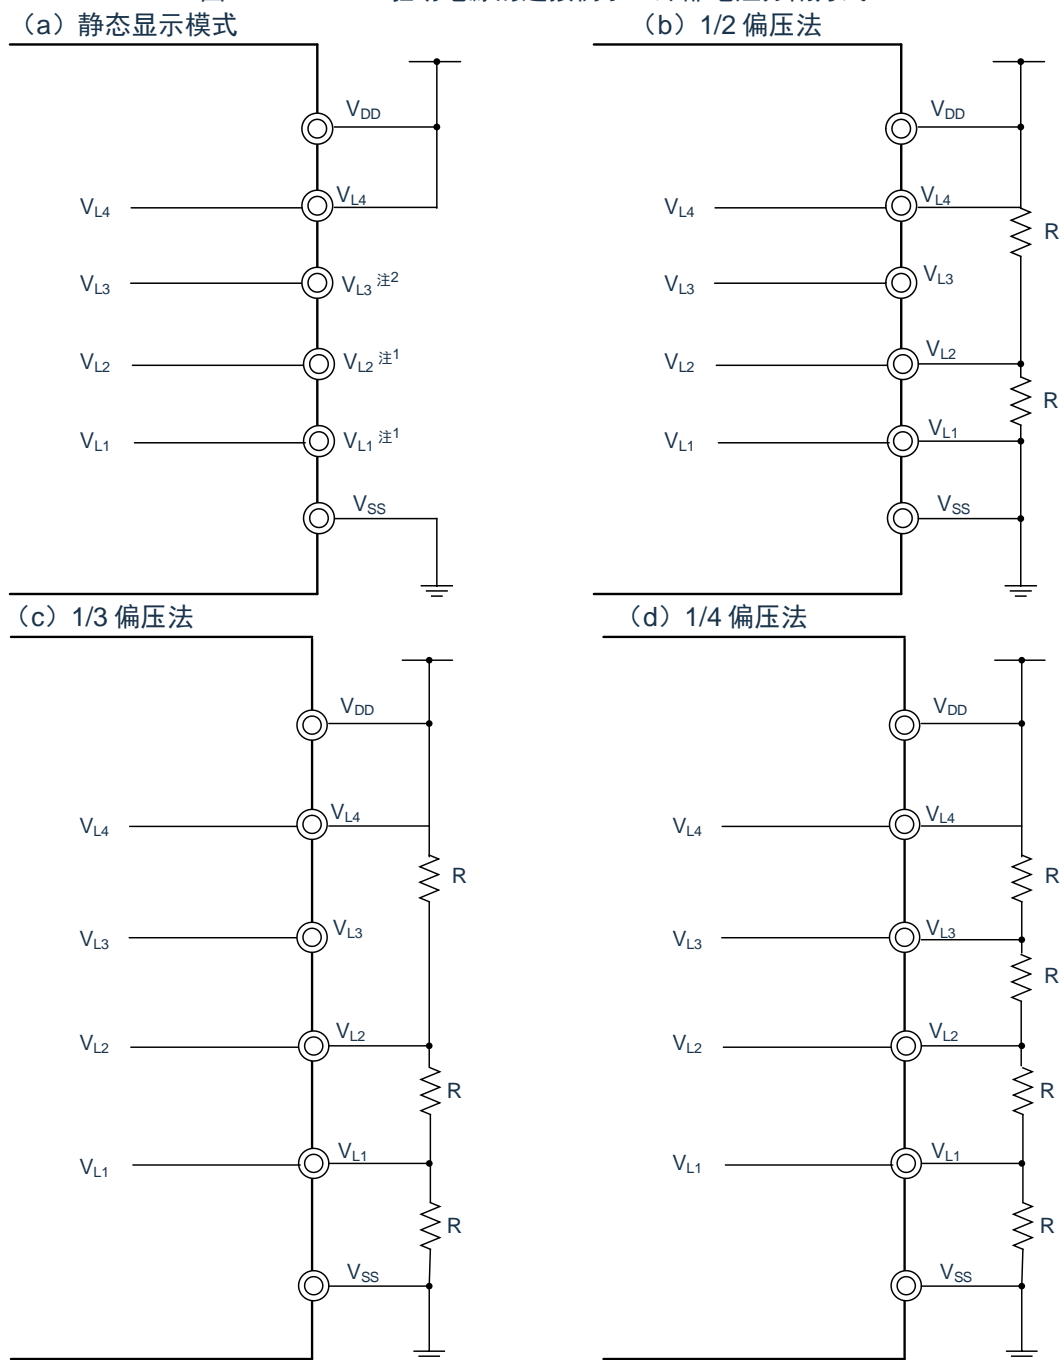 (a)静态显示模式
(b)1/2 偏压法
VDD
VL4
VL4
VL3
VL3 注2
VL2
VL2 注1
VL1
VL1 注1
VSS
VDD
VL4
VL4
R
VL3
VL3
VL2
VL2
R
VL1
VL1
VSS
(c)1/3 偏压法
(d)1/4 偏压法
VDD
VL4
VL4
R
VL3
VL3
VL2
VL2
R
VL1
VL1
R
VSS
VDD
VL4
VL4
R
VL3
VL3
R
VL2
VL2
R
VL1
VL1
R
VSS